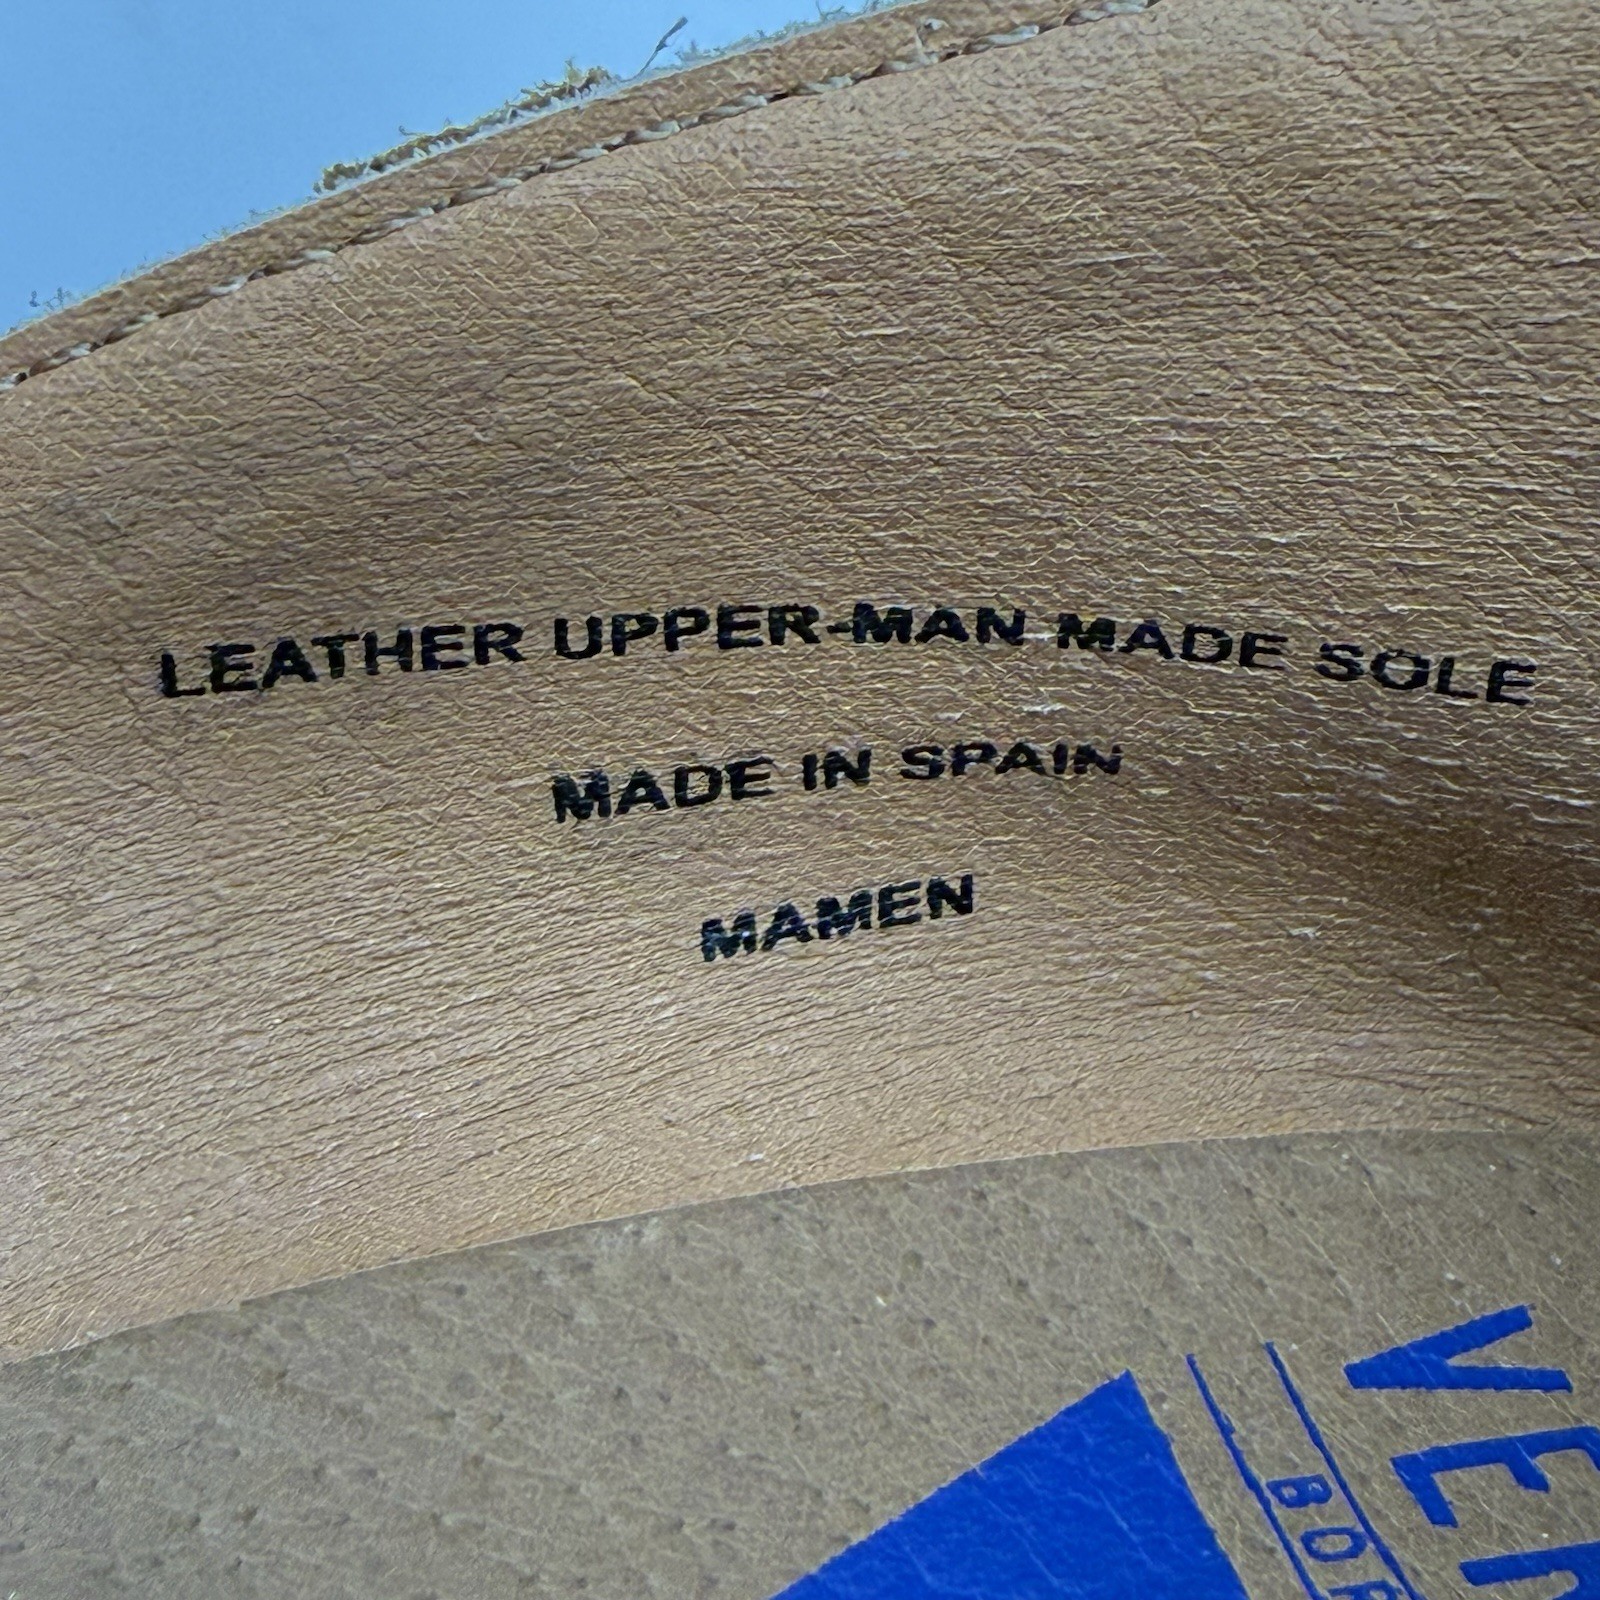 LEATHER UPPER-MAN MADE SOLE
MADE IN SPAIN
MAMEN